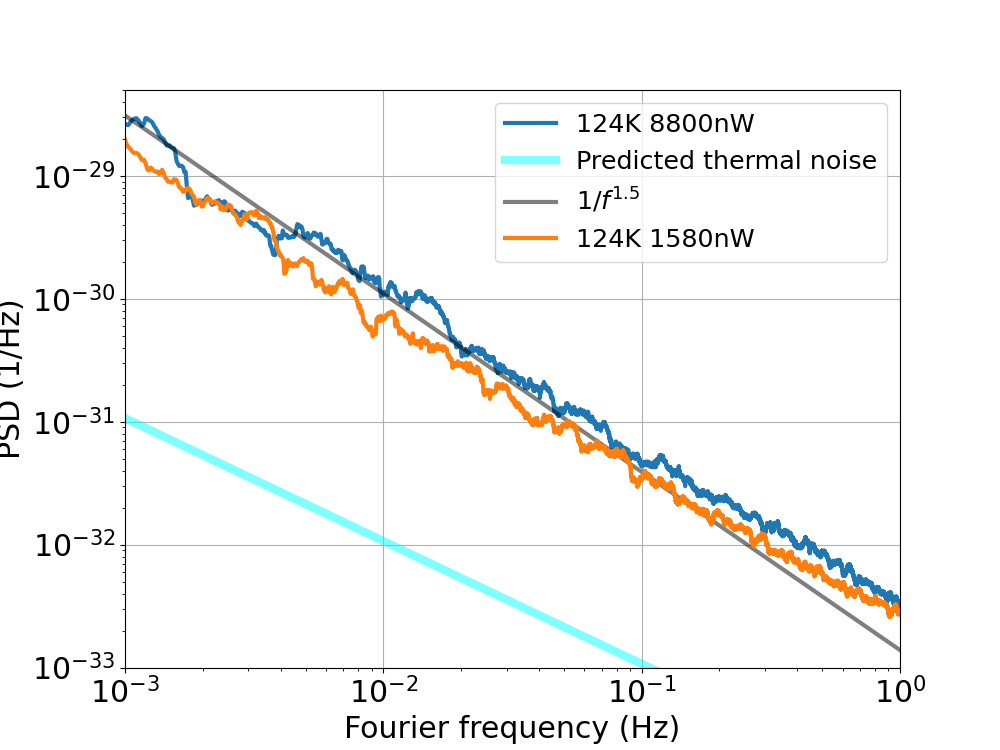 124K 8800nW
Predicted thermal noise
1/f^1.5
124K 1580nW
PSD (1/Hz)
10^-29
10^-30
10^-31
10^-32
10^-33
10^-3
10^-2
10^-1
10^0
Fourier frequency (Hz)